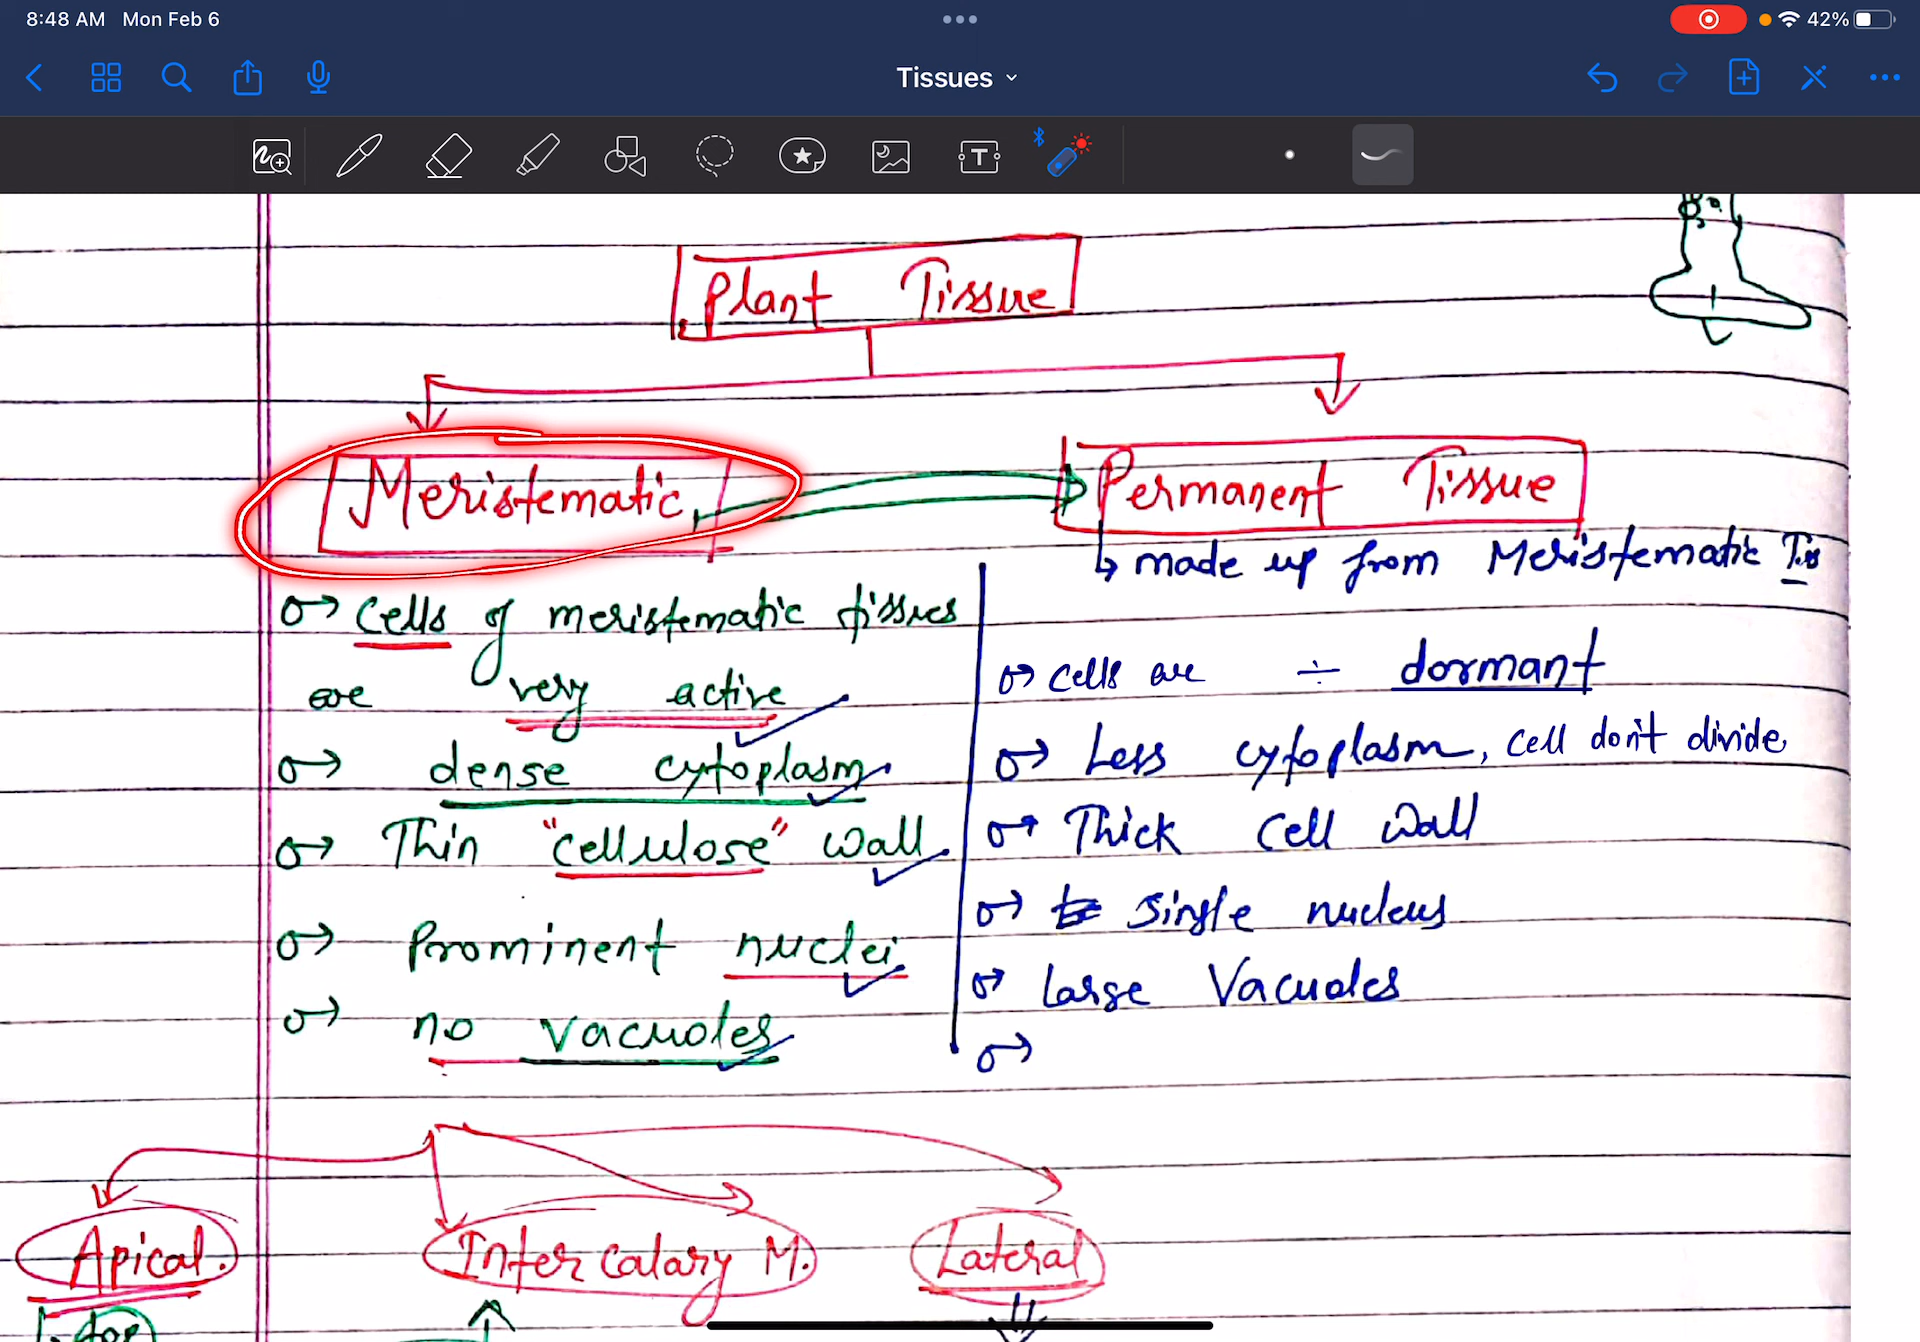 8:48 AM Mon Feb 6
42%
Tissues
T
Plant Tissue
Meristematic
Permanent Tissue
↳ made up from Meristematic Tis
→ cells of meristematic tissues
are very active
→ dense cytoplasm
→ Thin "cellulose" wall
→ Prominent nuclei
→ no vacuoles
→ cells are ÷ dormant
→ Less cytoplasm, cell don't divide
→ Thick cell wall
→ single nucleus
→ Large Vacuoles
→
Apical.
Intercalary M.
Lateral